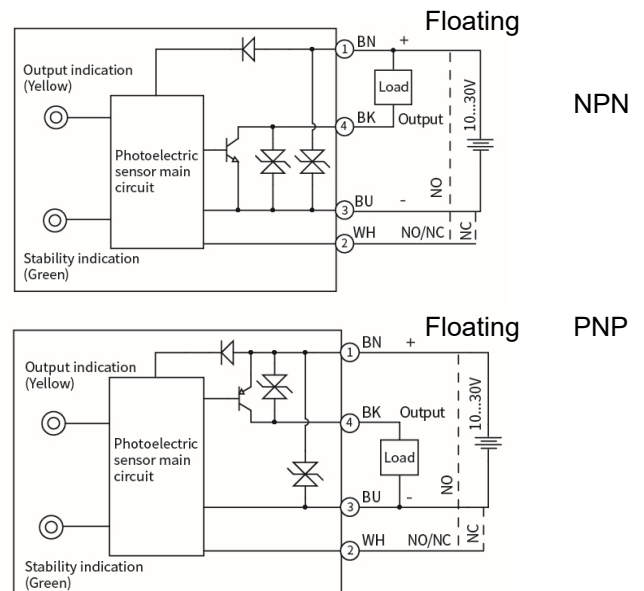 Floating
NPN
Output indication
(Yellow)
Photoelectric
sensor main
circuit
Stability indication
(Green)
1 BN +
Load
4 BK Output
10...30V
3 BU -
NO
2 WH NO/NC NC
Floating
PNP
Output indication
(Yellow)
Photoelectric
sensor main
circuit
Stability indication
(Green)
1 BN +
4 BK Output
10...30V
Load
3 BU -
NO
2 WH NO/NC NC